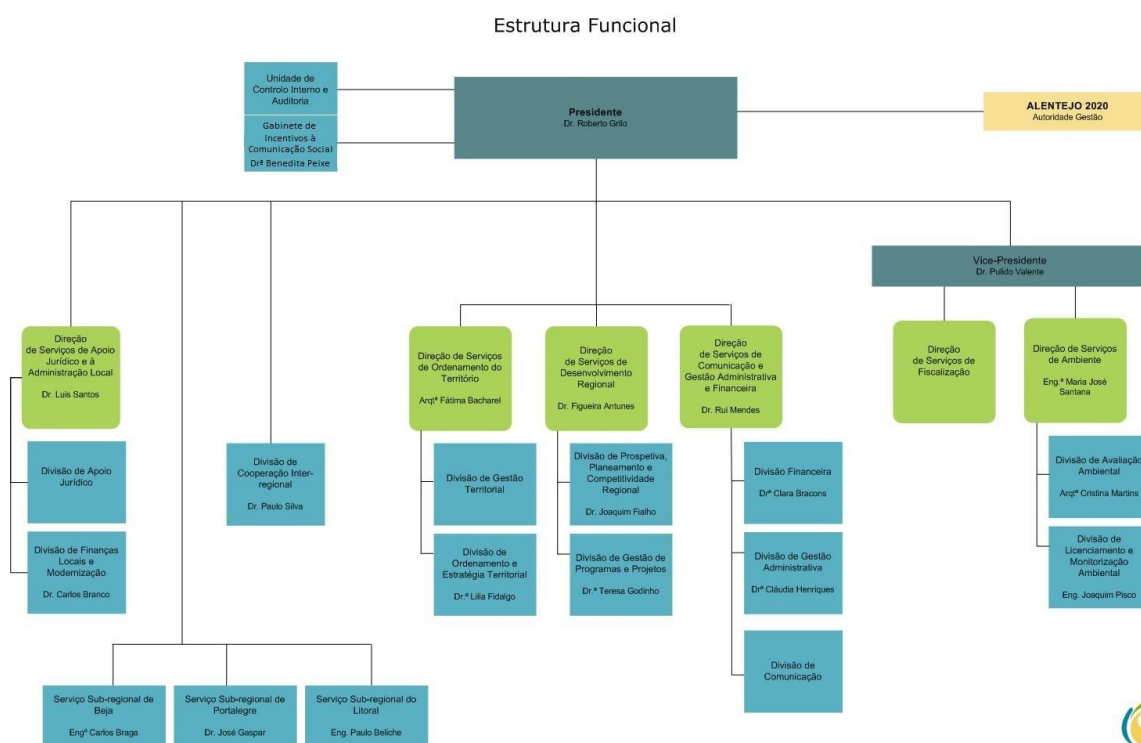 Estrutura Funcional
Unidade de
Controlo Interno e
Auditoria
Gabinete de
Incentivos à
Comunicação Social
Drª Benedita Peixe
Presidente
Dr. Roberto Grilo
ALENTEJO 2020
Autoridade Gestão
Vice-Presidente
Dr. Pulido Valente
Direção
de Serviços de Apoio
Jurídico e à
Administração Local
Dr. Luis Santos
Direção de Serviços
de Ordenamento do
Território
Arqtª Fátima Bacharel
Direção
de Serviços de
Desenvolvimento
Regional
Dr. Figueira Antunes
Direção
de Serviços de
Comunicação e
Gestão Administrativa
e Financeira
Dr. Rui Mendes
Direção
de Serviços de
Fiscalização
Direção de Serviços
de Ambiente
Eng.ª Maria José
Santana
Divisão de Apoio
Jurídico
Divisão de
Cooperação Inter-
regional
Dr. Paulo Silva
Divisão de Gestão
Territorial
Divisão de Prospetiva,
Planeamento e
Competitividade
Regional
Dr. Joaquim Fialho
Divisão Financeira
Drª Clara Bracons
Divisão de Avaliação
Ambiental
Arqtª Cristina Martins
Divisão de Finanças
Locais e
Modernização
Dr. Carlos Branco
Divisão de
Ordenamento e
Estratégia Territorial
Dr.ª Lilia Fidalgo
Divisão de Gestão de
Programas e Projetos
Dr.ª Teresa Godinho
Divisão de Gestão
Administrativa
Drª Cláudia Henriques
Divisão de
Licenciamento e
Monitorização
Ambiental
Eng. Joaquim Pisco
Divisão de
Comunicação
Serviço Sub-regional de
Beja
Engº Carlos Braga
Serviço Sub-regional de
Portalegre
Dr. José Gaspar
Serviço Sub-regional do
Litoral
Eng. Paulo Beliche